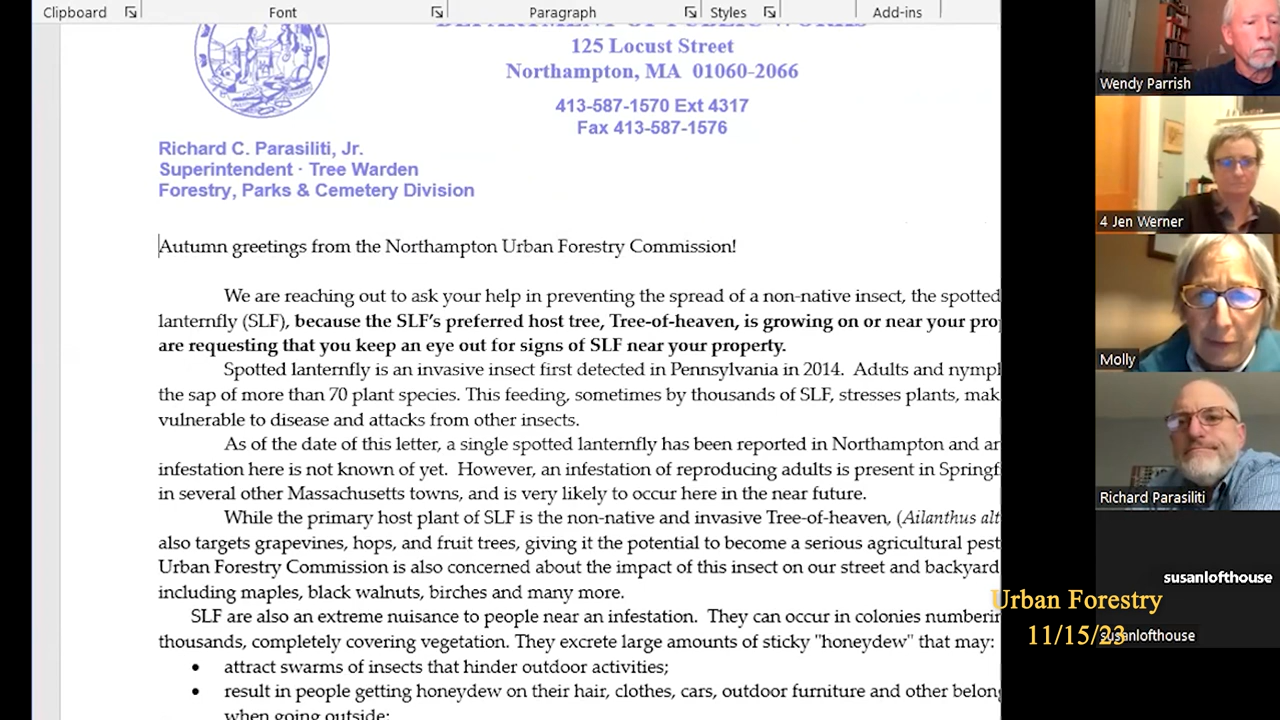 Clipboard Font Paragraph Styles Add-ins
DEPARTMENT OF PUBLIC WORKS
125 Locust Street
Northampton, MA 01060-2066
413-587-1570 Ext 4317
Fax 413-587-1576
Richard C. Parasiliti, Jr.
Superintendent · Tree Warden
Forestry, Parks & Cemetery Division
Autumn greetings from the Northampton Urban Forestry Commission!
We are reaching out to ask your help in preventing the spread of a non-native insect, the spotted
lanternfly (SLF), because the SLF's preferred host tree, Tree-of-heaven, is growing on or near your pro
are requesting that you keep an eye out for signs of SLF near your property.
Spotted lanternfly is an invasive insect first detected in Pennsylvania in 2014. Adults and nymph
the sap of more than 70 plant species. This feeding, sometimes by thousands of SLF, stresses plants, mak
vulnerable to disease and attacks from other insects.
As of the date of this letter, a single spotted lanternfly has been reported in Northampton and an
infestation here is not known of yet. However, an infestation of reproducing adults is present in Springf
in several other Massachusetts towns, and is very likely to occur here in the near future.
While the primary host plant of SLF is the non-native and invasive Tree-of-heaven, (Ailanthus alt
also targets grapevines, hops, and fruit trees, giving it the potential to become a serious agricultural pest
Urban Forestry Commission is also concerned about the impact of this insect on our street and backyard
including maples, black walnuts, birches and many more.
SLF are also an extreme nuisance to people near an infestation. They can occur in colonies numberin
thousands, completely covering vegetation. They excrete large amounts of sticky "honeydew" that may:
• attract swarms of insects that hinder outdoor activities;
• result in people getting honeydew on their hair, clothes, cars, outdoor furniture and other belong
when going outside;
Wendy Parrish
4 Jen Werner
Molly
Richard Parasiliti
susanlofthouse
Urban Forestry
11/15/23
susanlofthouse